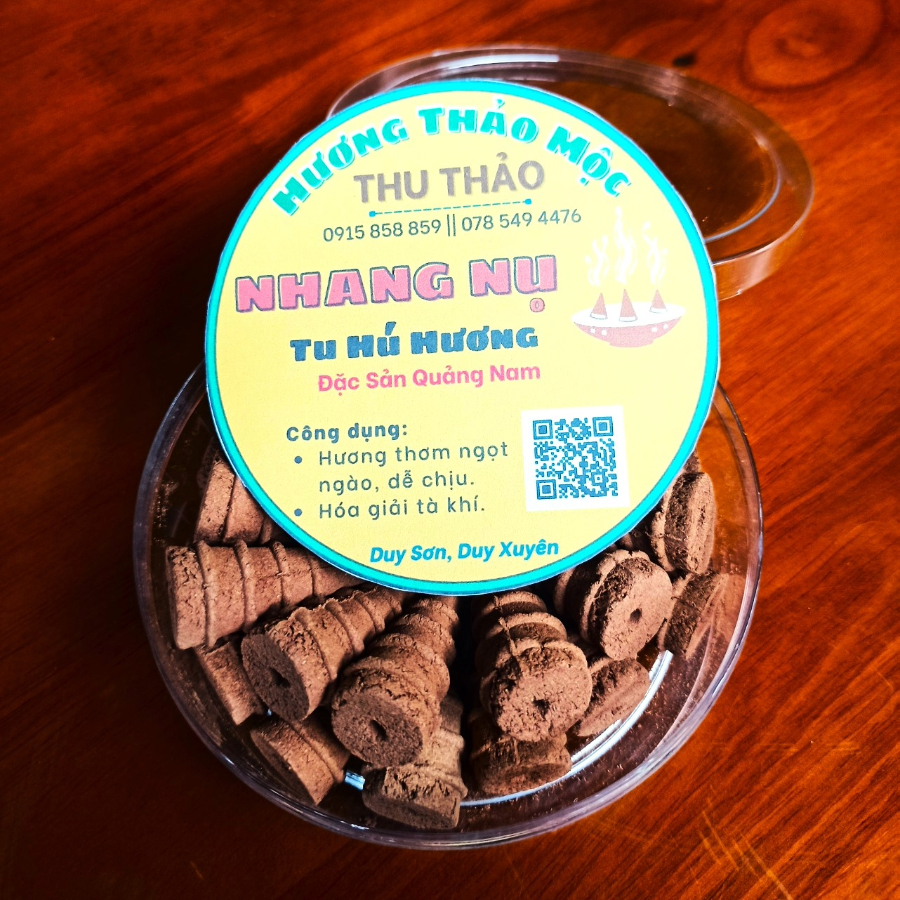 HƯƠNG THẢO MỘC
THU THẢO
0915 858 859 || 078 549 4476
NHANG NỤ
TU HÚ HƯƠNG
Đặc Sản Quảng Nam
Công dụng:
• Hương thơm ngọt
ngào, dễ chịu.
• Hóa giải tà khí.
Duy Sơn, Duy Xuyên